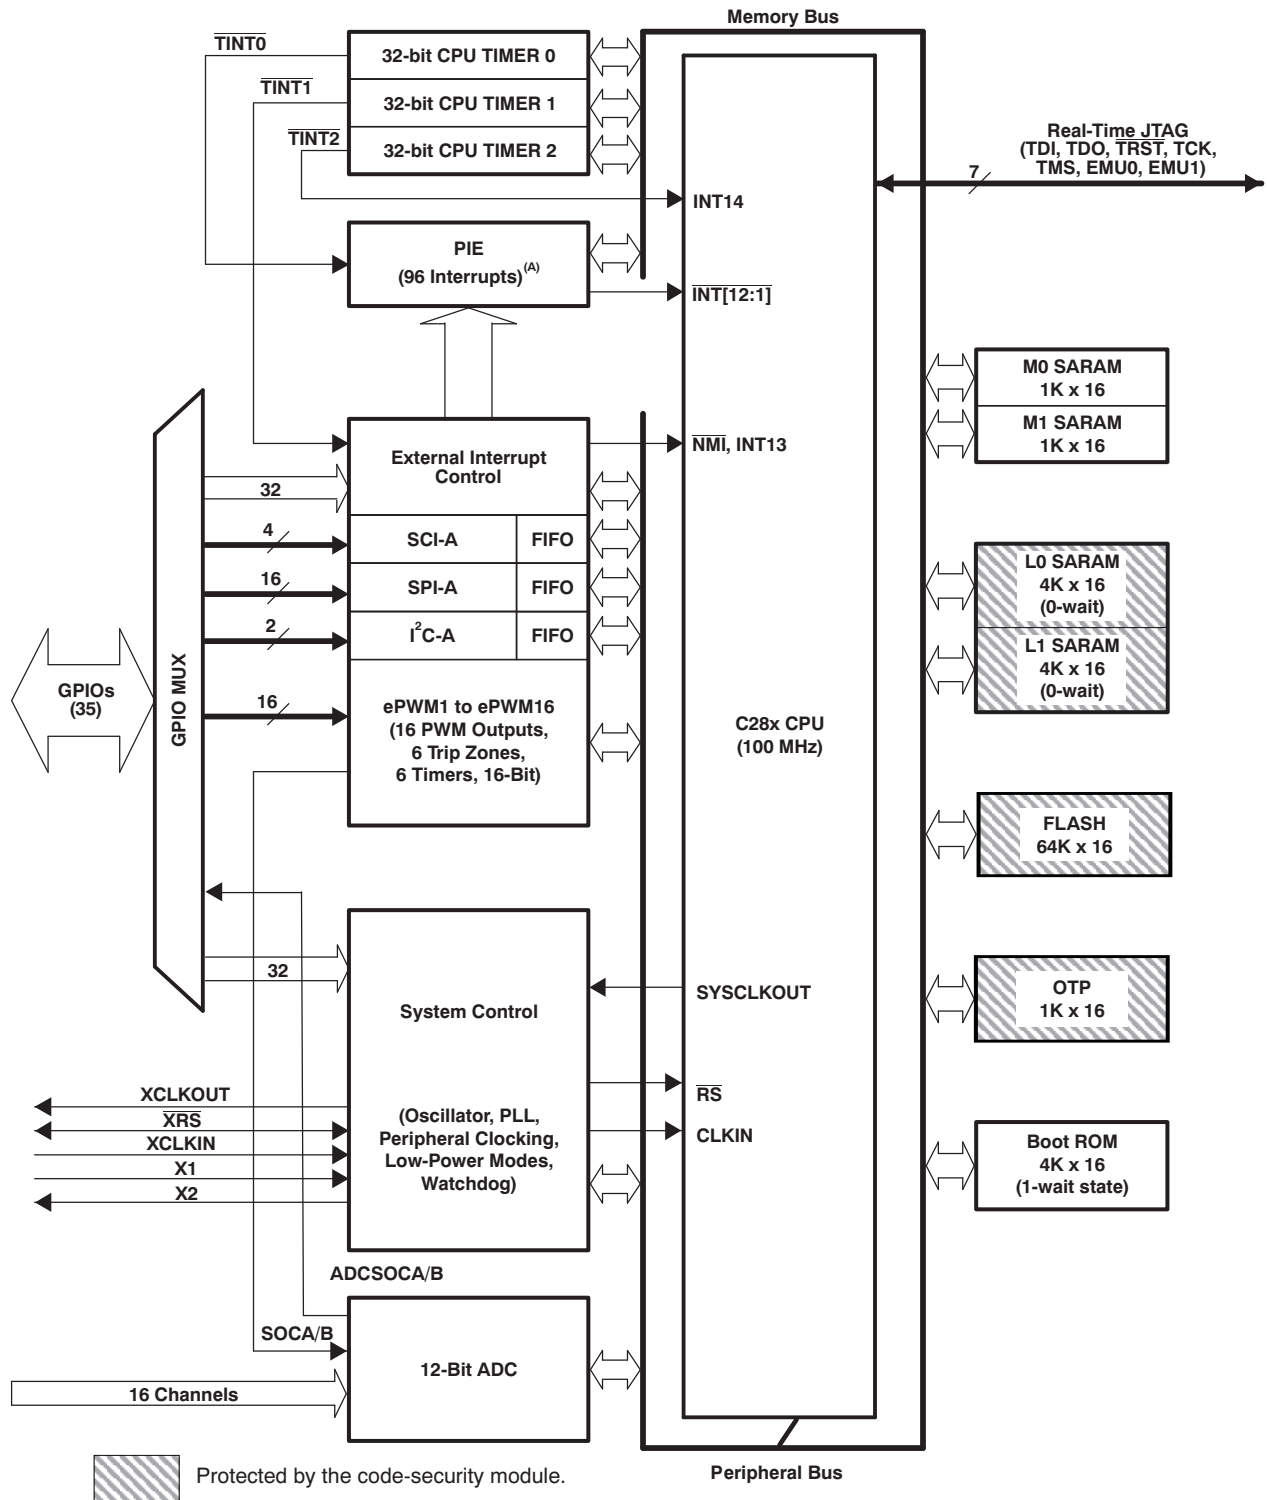 Memory Bus
TINT0
32-bit CPU TIMER 0
TINT1
32-bit CPU TIMER 1
TINT2
32-bit CPU TIMER 2
Real-Time JTAG
(TDI, TDO, TRST, TCK,
TMS, EMU0, EMU1)
7
INT14
PIE
(96 Interrupts)(A)
INT[12:1]
M0 SARAM
1K x 16
M1 SARAM
1K x 16
External Interrupt
Control
NMI, INT13
32
4
SCI-A
FIFO
16
SPI-A
FIFO
2
I2C-A
FIFO
L0 SARAM
4K x 16
(0-wait)
L1 SARAM
4K x 16
(0-wait)
GPIOs
(35)
GPIO MUX
16
ePWM1 to ePWM16
(16 PWM Outputs,
6 Trip Zones,
6 Timers, 16-Bit)
C28x CPU
(100 MHz)
FLASH
64K x 16
32
System Control
SYSCLKOUT
OTP
1K x 16
XCLKOUT
XRS
XCLKIN
X1
X2
(Oscillator, PLL,
Peripheral Clocking,
Low-Power Modes,
Watchdog)
RS
CLKIN
Boot ROM
4K x 16
(1-wait state)
ADCSOCA/B
SOCA/B
12-Bit ADC
16 Channels
Peripheral Bus
Protected by the code-security module.